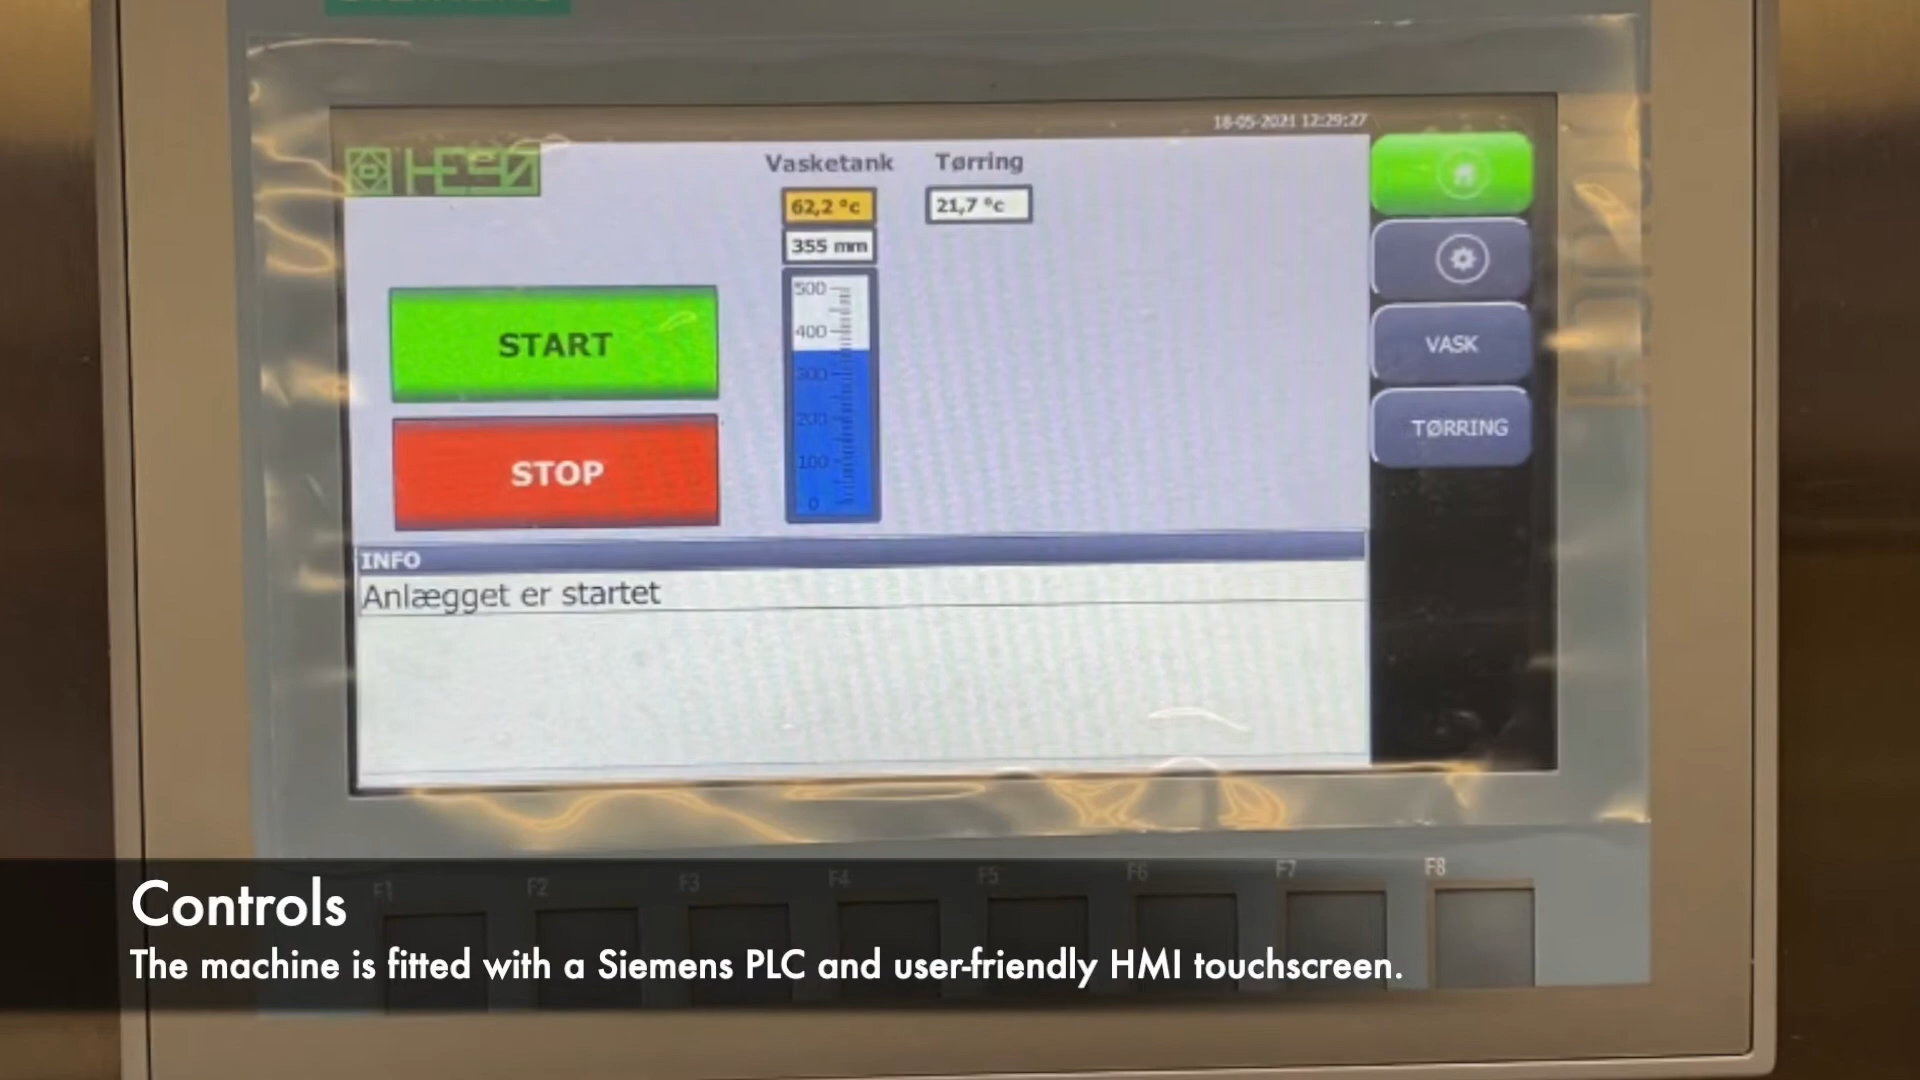 SIEMENS
18-05-2021 12:29:27
HESØ
Vasketank Tørring
62,2 °c 21,7 °c
355 mm
500
400
300
200
100
0
START
STOP
VASK
TØRRING
INFO
Anlægget er startet
F1 F2 F3 F4 F5 F6 F7 F8
Controls
The machine is fitted with a Siemens PLC and user-friendly HMI touchscreen.